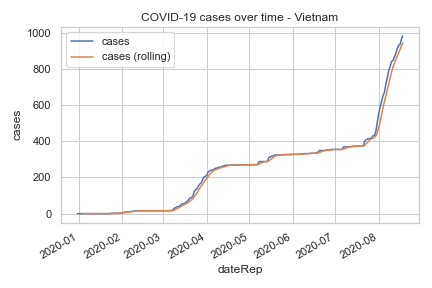 COVID-19 cases over time - Vietnam
cases
cases (rolling)
1000
800
600
400
200
0
cases
2020-01
2020-02
2020-03
2020-04
2020-05
2020-06
2020-07
2020-08
dateRep